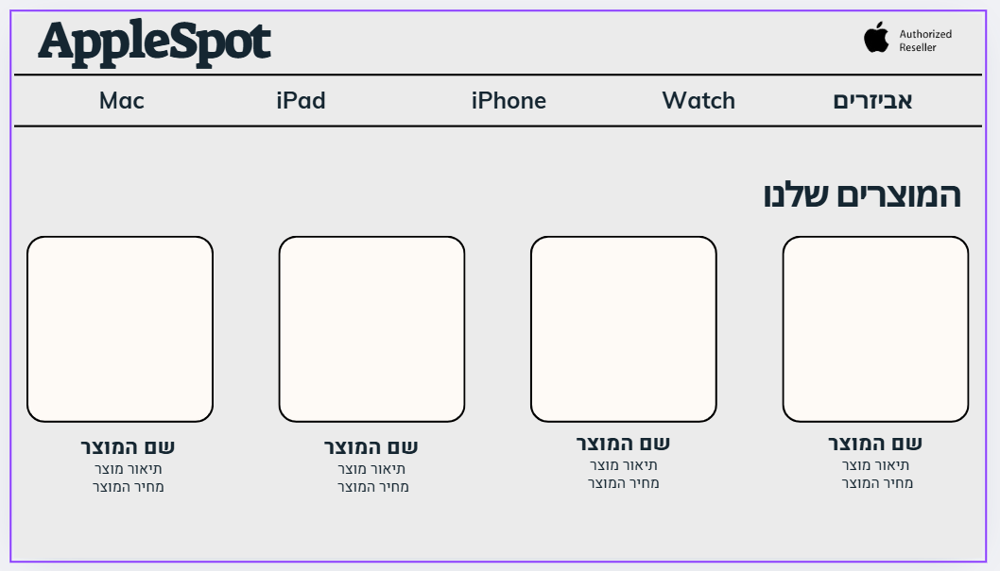 AppleSpot
Authorized
Reseller
Mac
iPad
iPhone
Watch
אביזרים
המוצרים שלנו
שם המוצר
תיאור מוצר
מחיר המוצר
שם המוצר
תיאור מוצר
מחיר המוצר
שם המוצר
תיאור מוצר
מחיר המוצר
שם המוצר
תיאור מוצר
מחיר המוצר